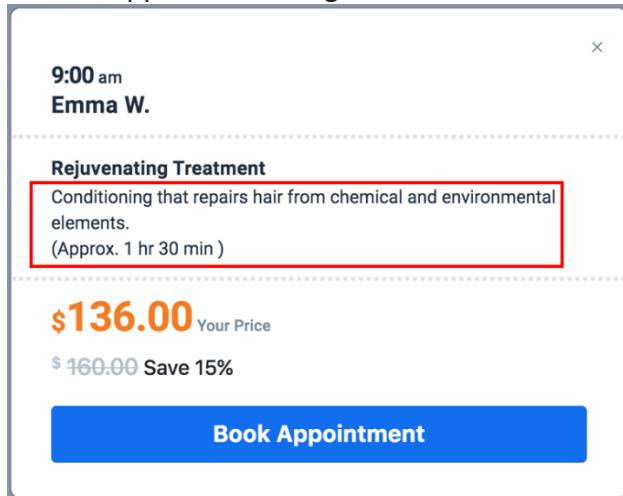 ×
9:00 am
Emma W.
Rejuvenating Treatment
Conditioning that repairs hair from chemical and environmental
elements.
(Approx. 1 hr 30 min )
$136.00 Your Price
$ 160.00 Save 15%
Book Appointment